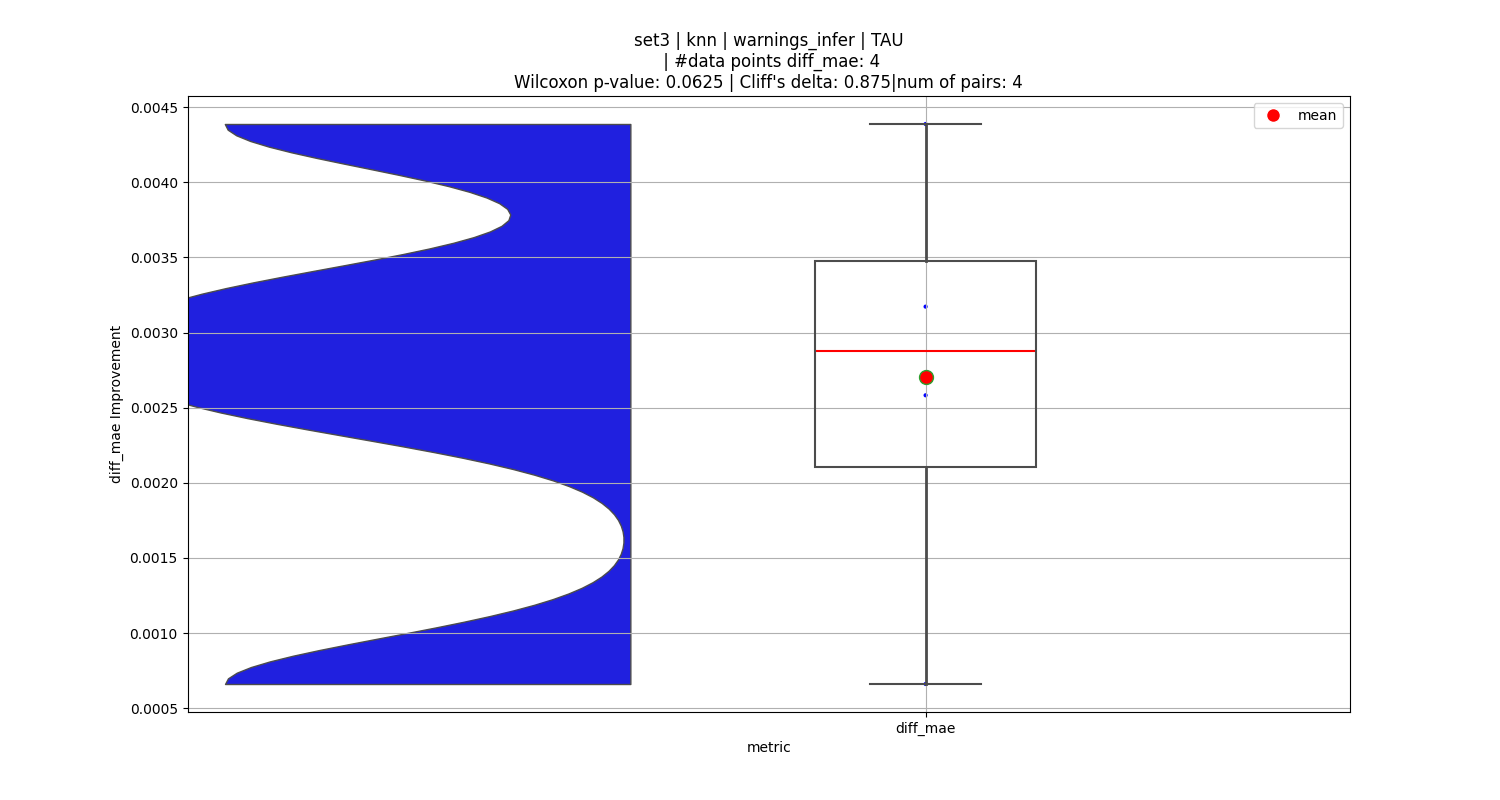 set3 | knn | warnings_infer | TAU
| #data points diff_mae: 4
Wilcoxon p-value: 0.0625 | Cliff's delta: 0.875|num of pairs: 4
mean
0.0045
0.0040
0.0035
0.0030
0.0025
0.0020
0.0015
0.0010
0.0005
diff_mae Improvement
diff_mae
metric